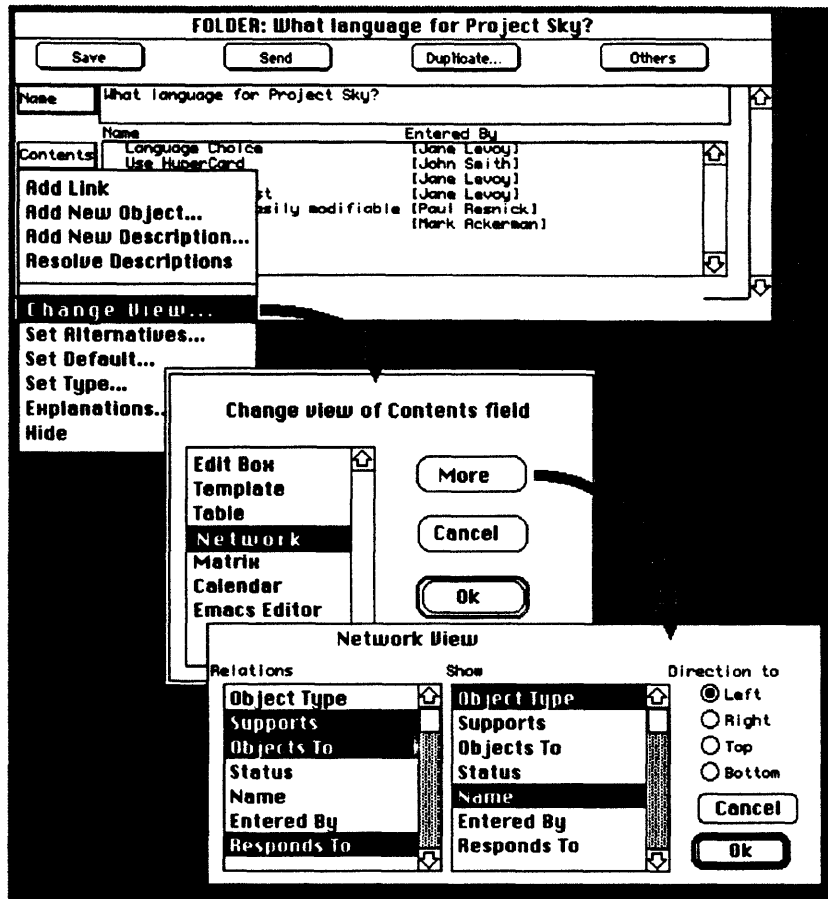 FOLDER: What language for Project Sky?
Save Send Duplicate... Others
Name What language for Project Sky?
Name Entered By
Contents Language Choice [Jane Levoy]
Use HyperCard [John Smith]
[Jane Levoy]
st [Jane Levoy]
asily modifiable [Paul Resnick]
[Mark Ackerman]
Add Link
Add New Object...
Add New Description...
Resolve Descriptions
Change View...
Set Alternatives...
Set Default...
Set Type...
Explanations..
Hide
Change view of Contents field
Edit Box
Template
Table
Network
Matrix
Calendar
Emacs Editor
More
Cancel
Ok
Network View
Relations
Object Type
Supports
Objects To
Status
Name
Entered By
Responds To
Show
Object Type
Supports
Objects To
Status
Name
Entered By
Responds To
Direction to
Left
Right
Top
Bottom
Cancel
Ok